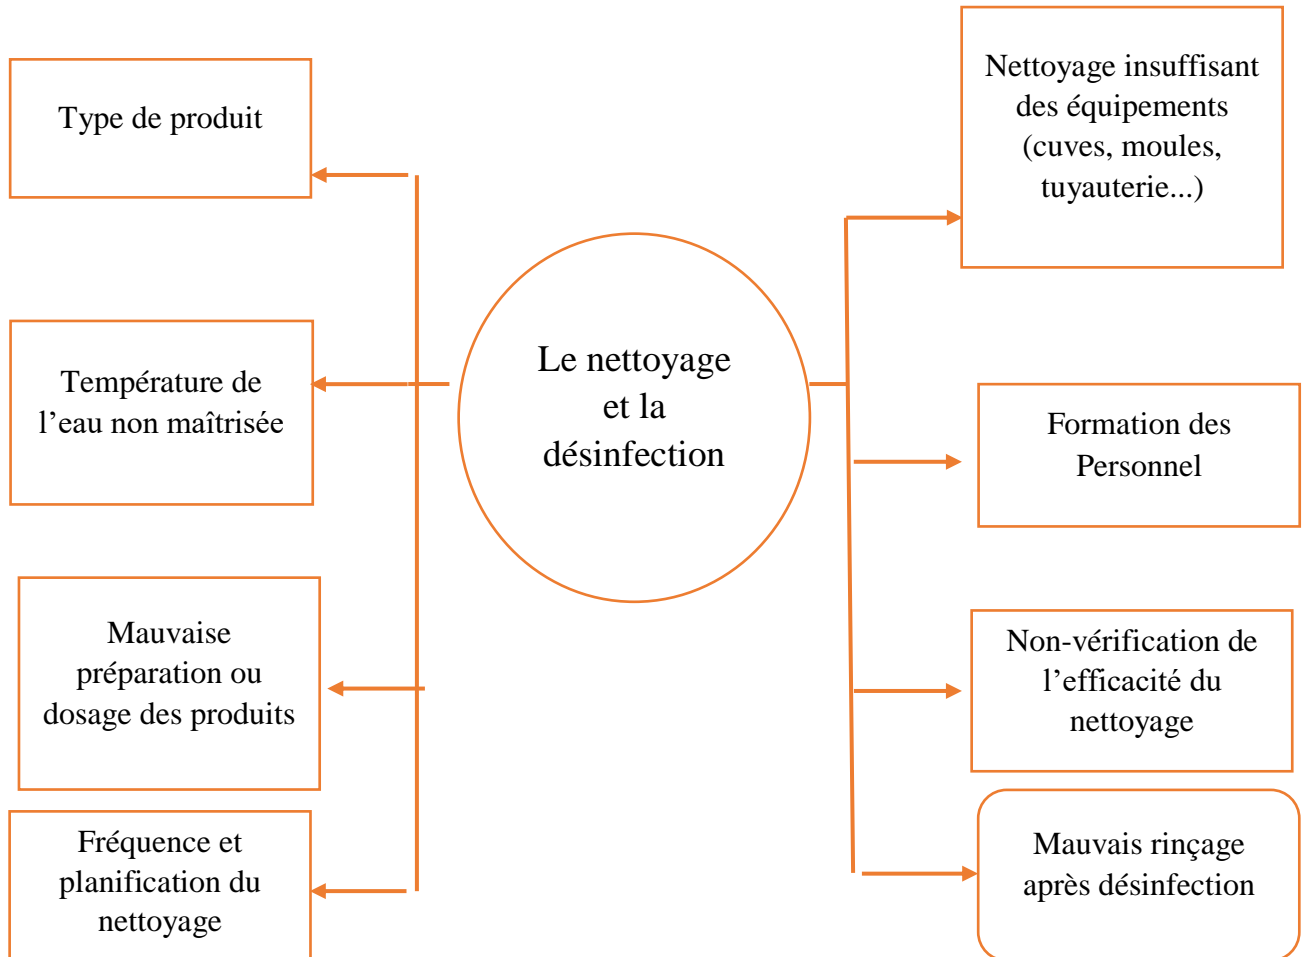 Type de produit
Température de
l’eau non maîtrisée
Mauvaise
préparation ou
dosage des produits
Fréquence et
planification du
nettoyage
Le nettoyage
et la
désinfection
Nettoyage insuffisant
des équipements
(cuves, moules,
tuyauterie...)
Formation des
Personnel
Non-vérification de
l’efficacité du
nettoyage
Mauvais rinçage
après désinfection